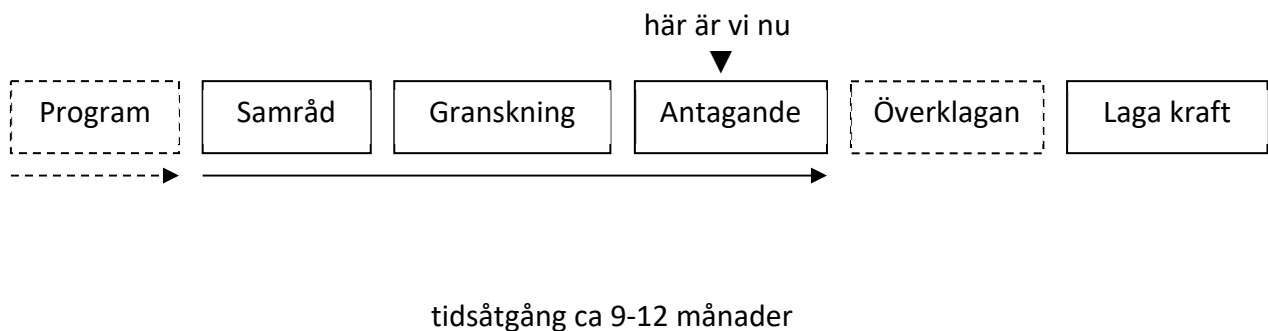 här är vi nu
Program Samråd Granskning Antagande Överklagan Laga kraft
tidsåtgång ca 9-12 månader